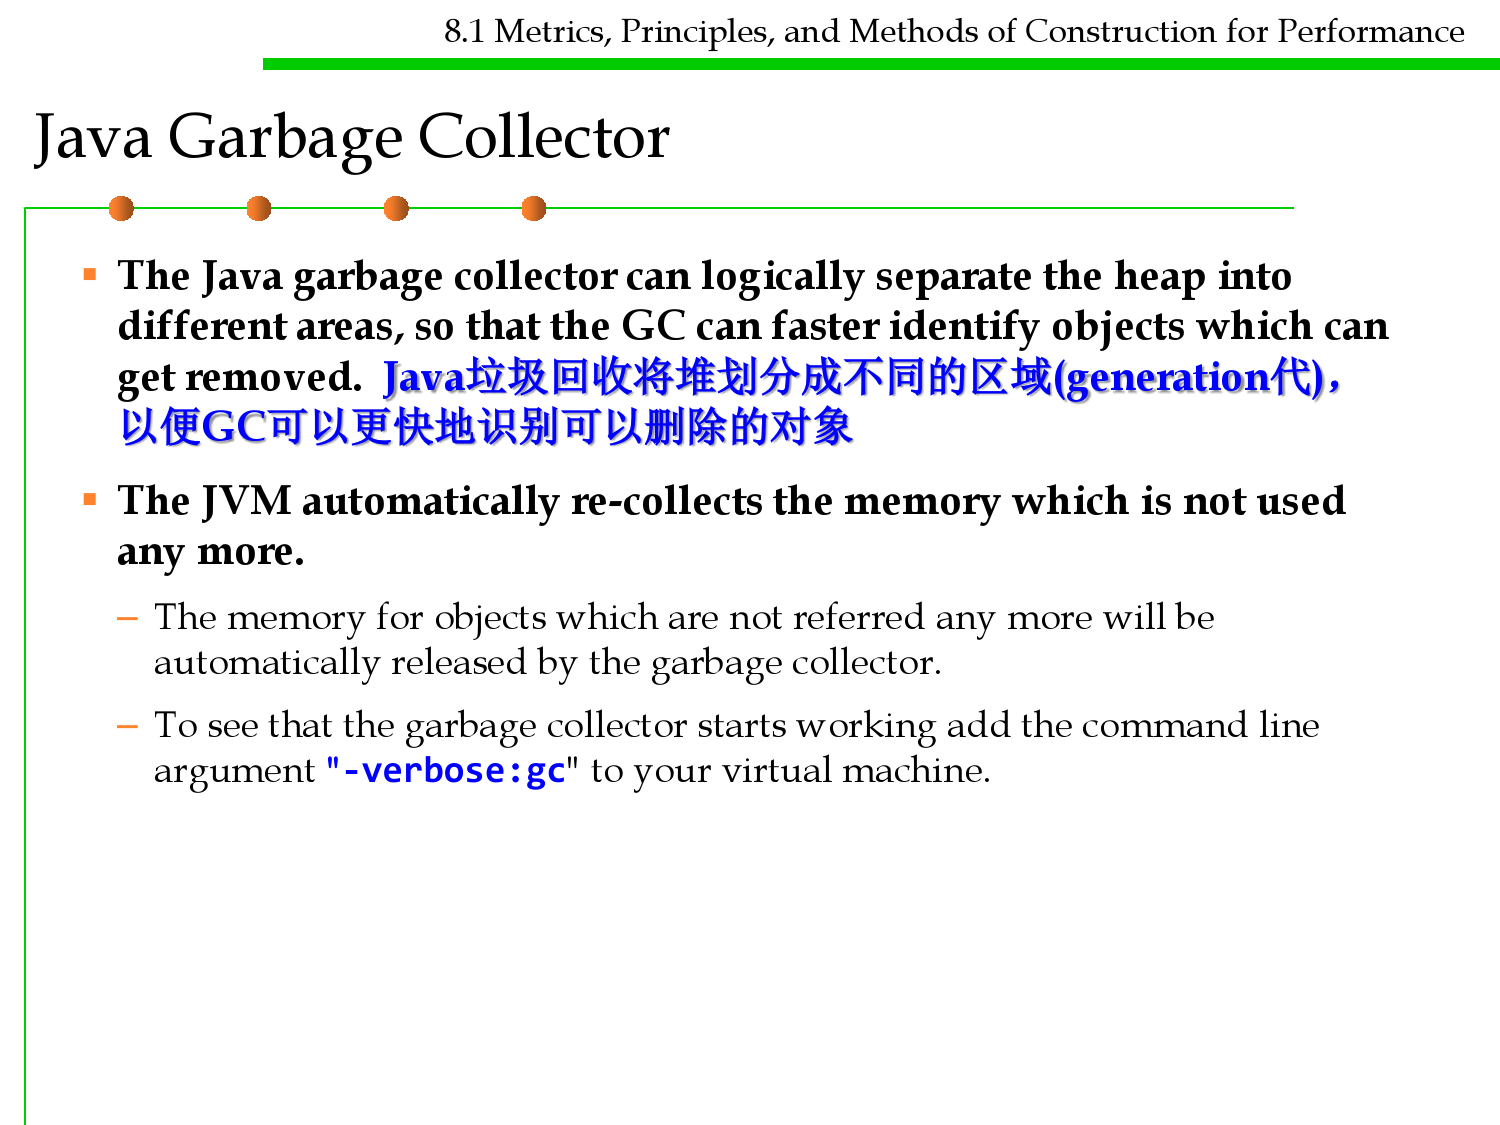 8.1 Metrics, Principles, and Methods of Construction for Performance
Java Garbage Collector
▪ The Java garbage collector can logically separate the heap into
different areas, so that the GC can faster identify objects which can
get removed. Java垃圾回收将堆划分成不同的区域(generation代)，
以便GC可以更快地识别可以删除的对象
▪ The JVM automatically re-collects the memory which is not used
any more.
– The memory for objects which are not referred any more will be
automatically released by the garbage collector.
– To see that the garbage collector starts working add the command line
argument "-verbose:gc" to your virtual machine.